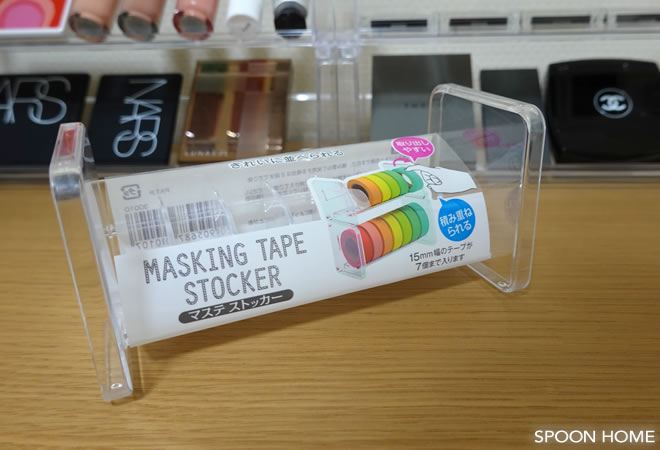 NARS
NARS
きれいに並べられる
取り出し
やすい
積み重ね
られる
MASKING TAPE
STOCKER
マステ ストッカー
15mm幅のテープが
7個まで入ります
CHANEL
SPOON HOME